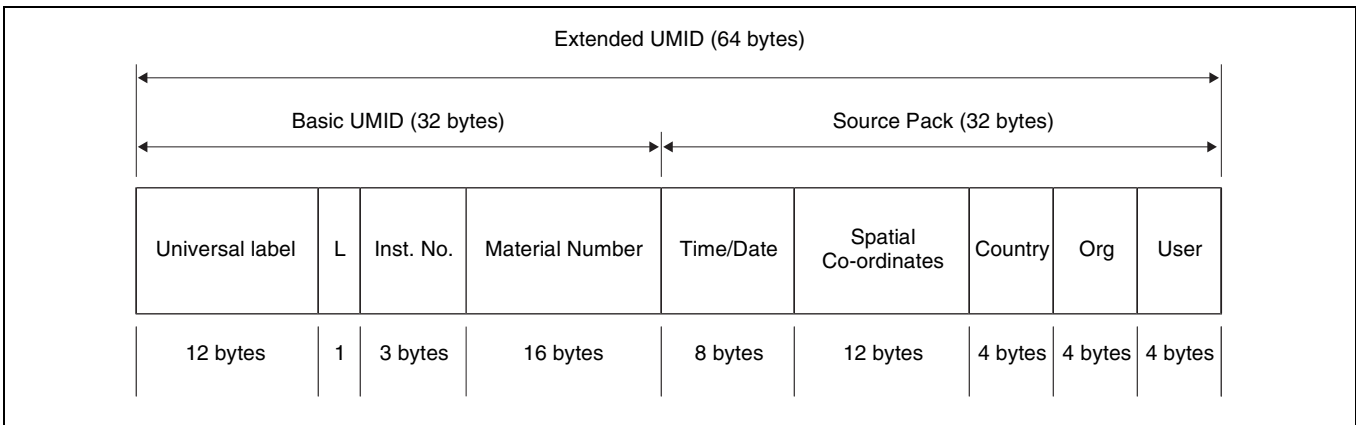 Extended UMID (64 bytes)
Basic UMID (32 bytes) Source Pack (32 bytes)
Universal label L Inst. No. Material Number Time/Date Spatial Co-ordinates Country Org User
12 bytes 1 3 bytes 16 bytes 8 bytes 12 bytes 4 bytes 4 bytes 4 bytes